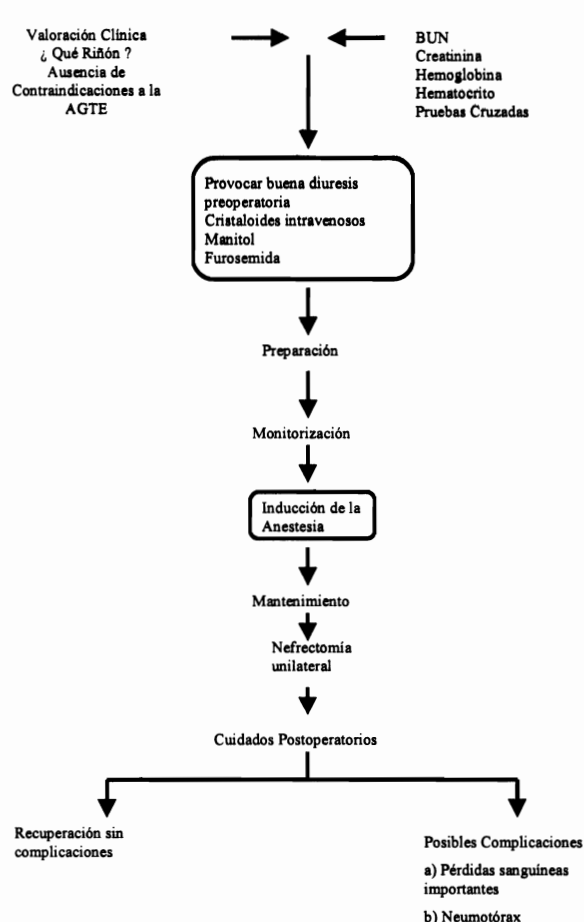 Valoración Clínica
¿ Qué Riñón ?
Ausencia de
Contraindicaciones a la
AGTE
BUN
Creatinina
Hemoglobina
Hematocrito
Pruebas Cruzadas
Provocar buena diuresis
preoperatoria
Cristaloides intravenosos
Manitol
Furosemida
Preparación
Monitorización
Inducción de la
Anestesia
Mantenimiento
Nefrectomía
unilateral
Cuidados Postoperatorios
Recuperación sin
complicaciones
Posibles Complicaciones
a) Pérdidas sanguíneas
importantes
b) Neumotórax